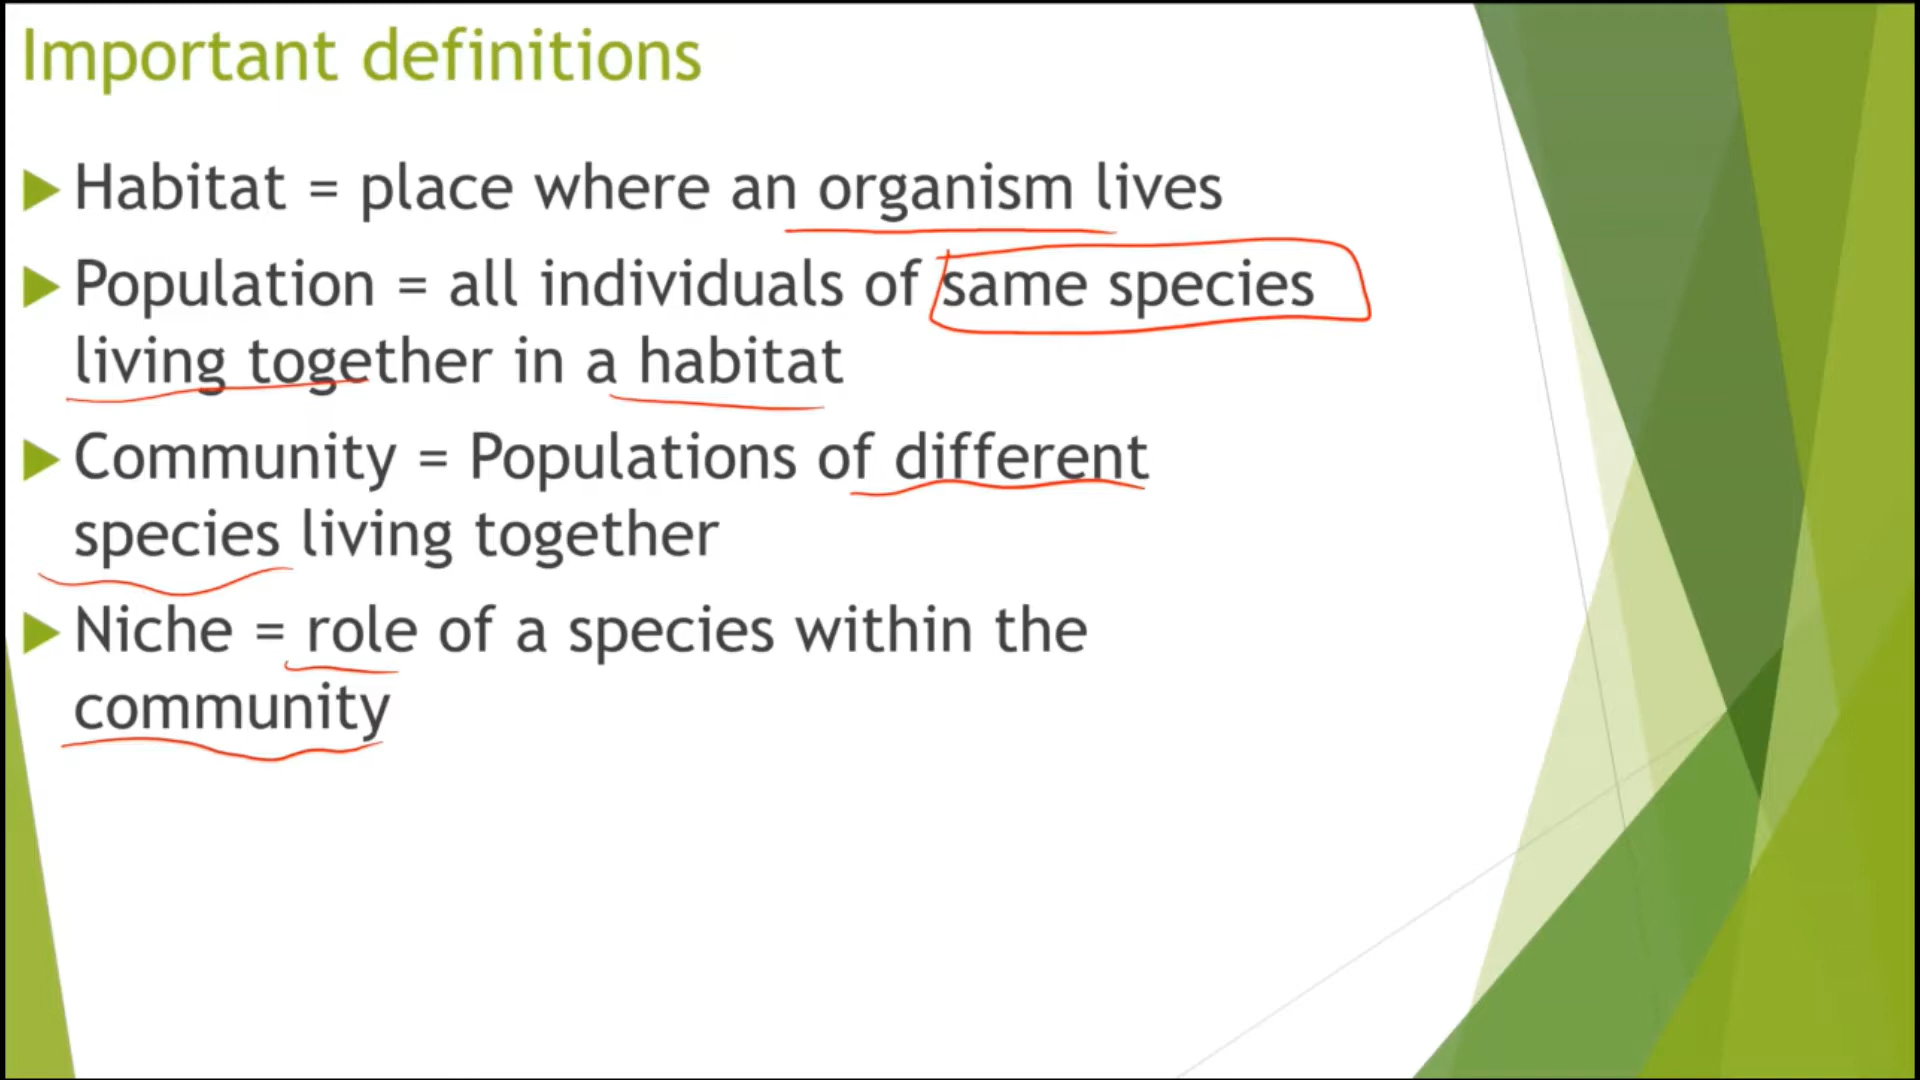 Important definitions
Habitat = place where an organism lives
Population = all individuals of same species
living together in a habitat
Community = Populations of different
species living together
Niche = role of a species within the
community